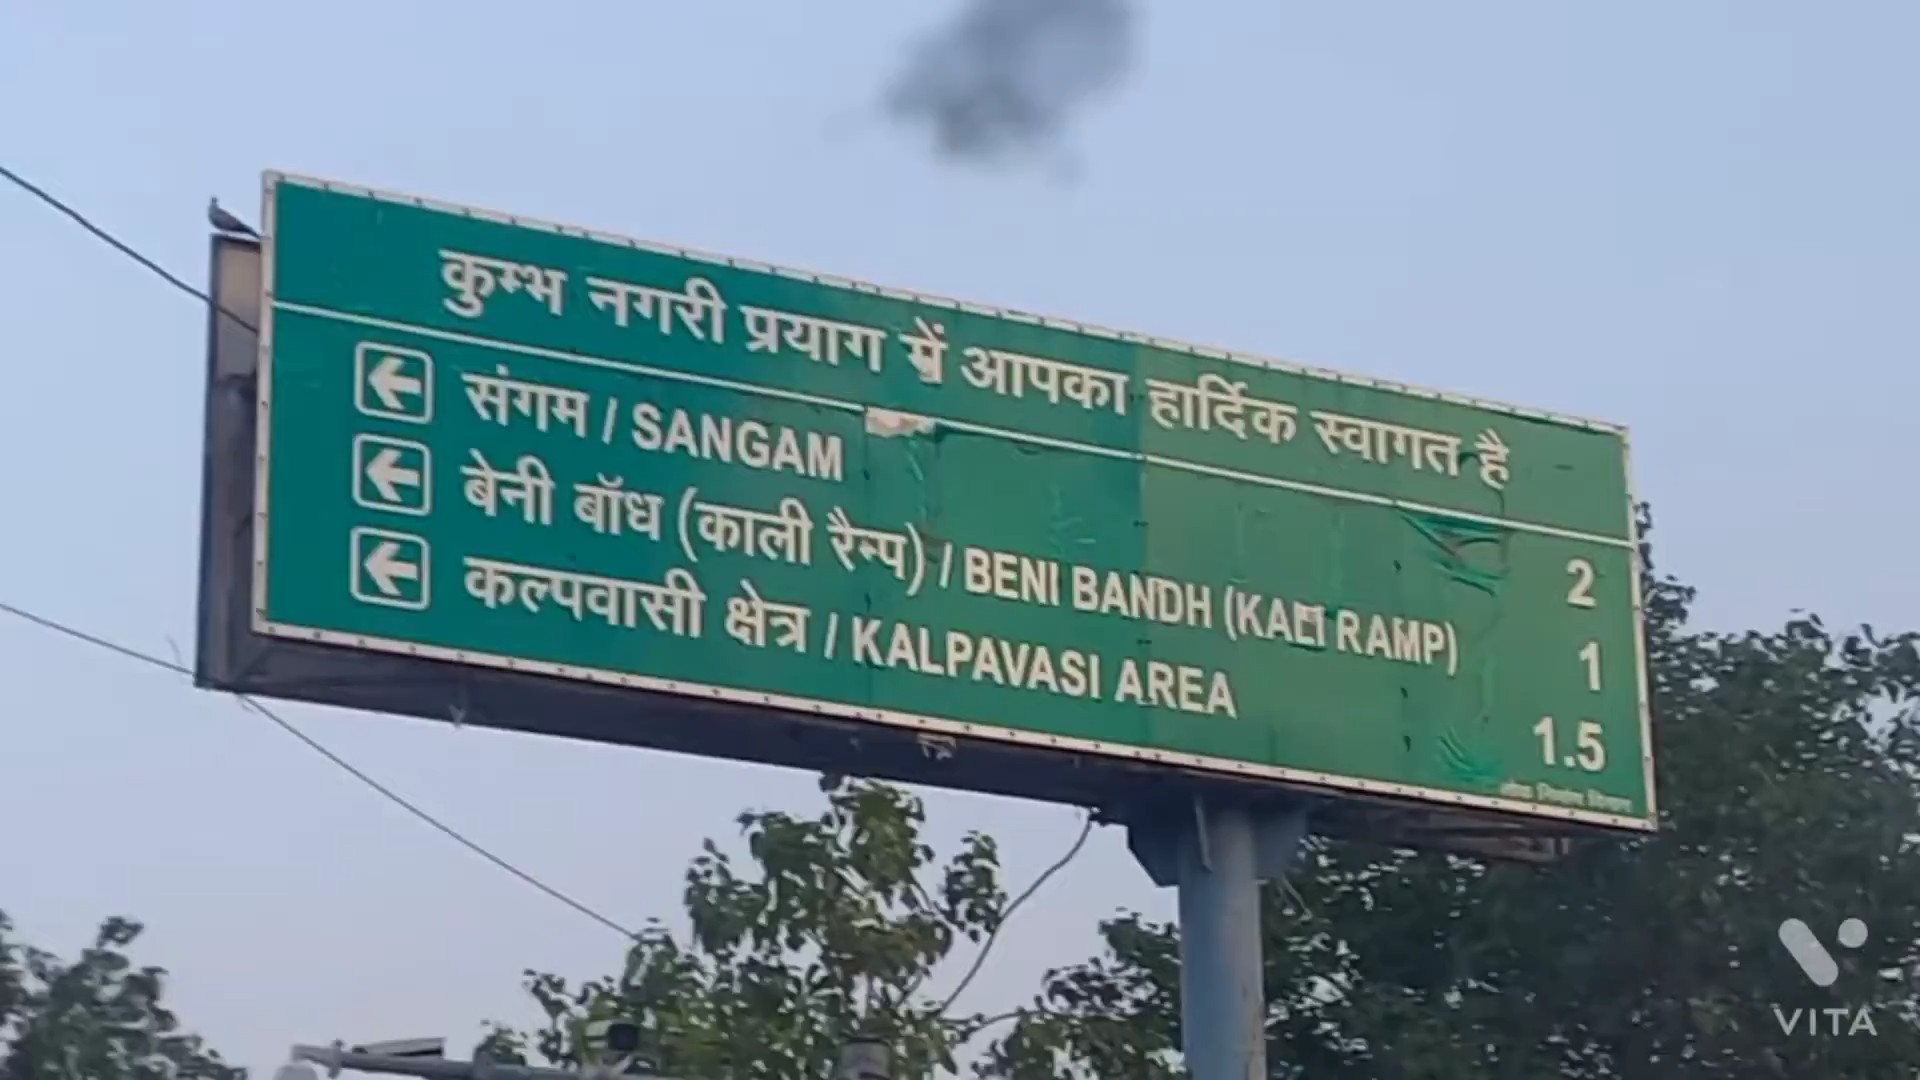 कुम्भ नगरी प्रयाग में आपका हार्दिक स्वागत है
संगम / SANGAM 2
बेनी बॉध (काली रैम्प) / BENI BANDH (KALI RAMP) 1
कल्पवासी क्षेत्र / KALPAVASI AREA 1.5
लोक निर्माण विभाग
VITA